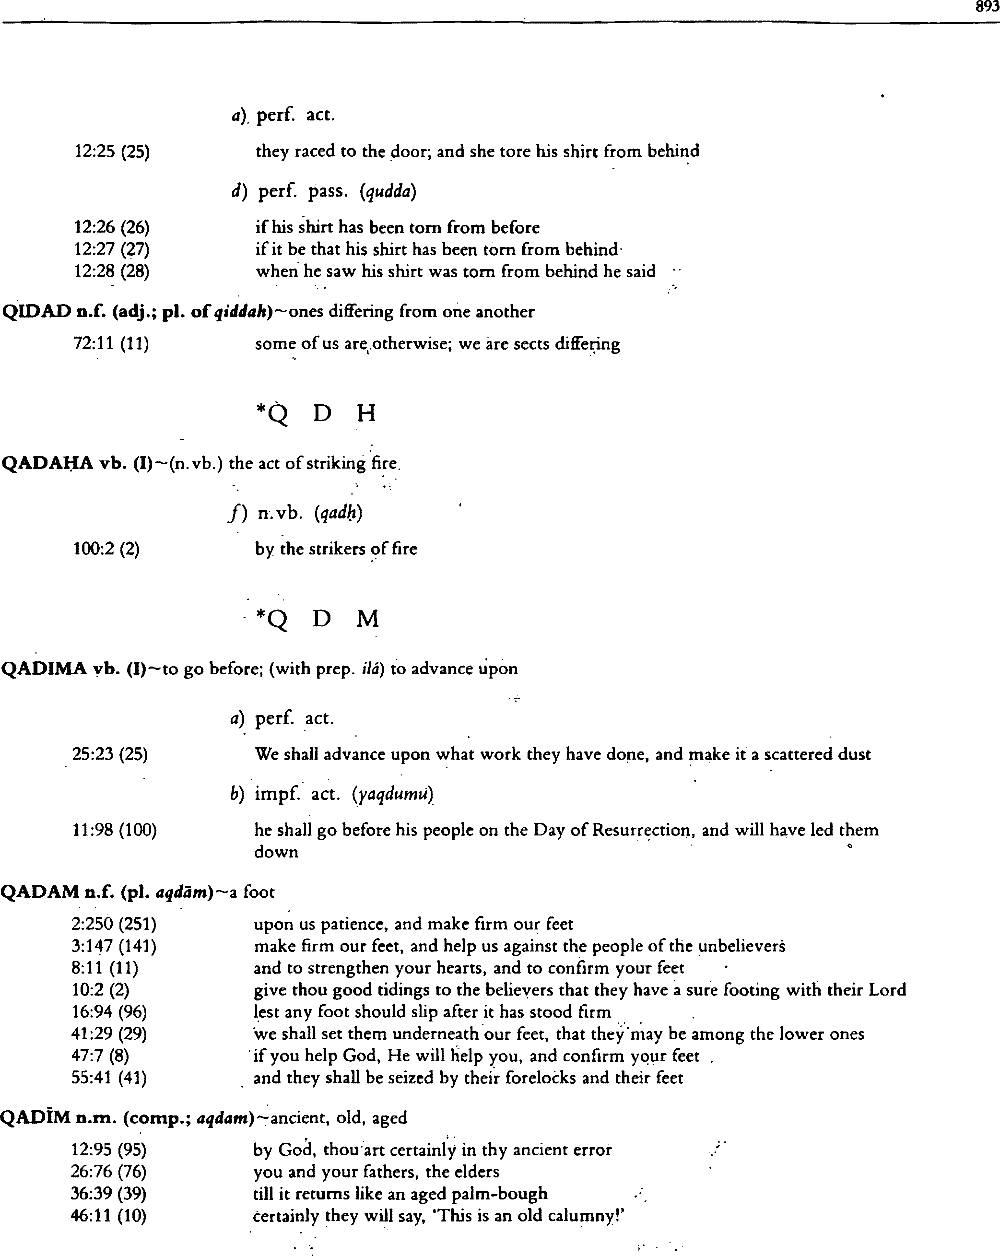 893
a) perf. act.
12:25 (25) they raced to the door; and she tore his shirt from behind
d) perf. pass. (qudda)
12:26 (26) if his shirt has been torn from before
12:27 (27) if it be that his shirt has been torn from behind
12:28 (28) when he saw his shirt was torn from behind he said
QIDAD n.f. (adj.; pl. of qiddah)~ones differing from one another
72:11 (11) some of us are otherwise; we are sects differing
*Q D H
QADAḤA vb. (I)~(n.vb.) the act of striking fire
f) n.vb. (qadḥ)
100:2 (2) by the strikers of fire
*Q D M
QADIMA vb. (I)~to go before; (with prep. ilá) to advance upon
a) perf. act.
25:23 (25) We shall advance upon what work they have done, and make it a scattered dust
b) impf. act. (yaqdumu)
11:98 (100) he shall go before his people on the Day of Resurrection, and will have led them
down
QADAM n.f. (pl. aqdām)~a foot
2:250 (251) upon us patience, and make firm our feet
3:147 (141) make firm our feet, and help us against the people of the unbelievers
8:11 (11) and to strengthen your hearts, and to confirm your feet
10:2 (2) give thou good tidings to the believers that they have a sure footing with their Lord
16:94 (96) lest any foot should slip after it has stood firm
41:29 (29) we shall set them underneath our feet, that they may be among the lower ones
47:7 (8) if you help God, He will help you, and confirm your feet
55:41 (41) and they shall be seized by their forelocks and their feet
QADĪM n.m. (comp.; aqdam)~ancient, old, aged
12:95 (95) by God, thou art certainly in thy ancient error
26:76 (76) you and your fathers, the elders
36:39 (39) till it returns like an aged palm-bough
46:11 (10) certainly they will say, 'This is an old calumny!'